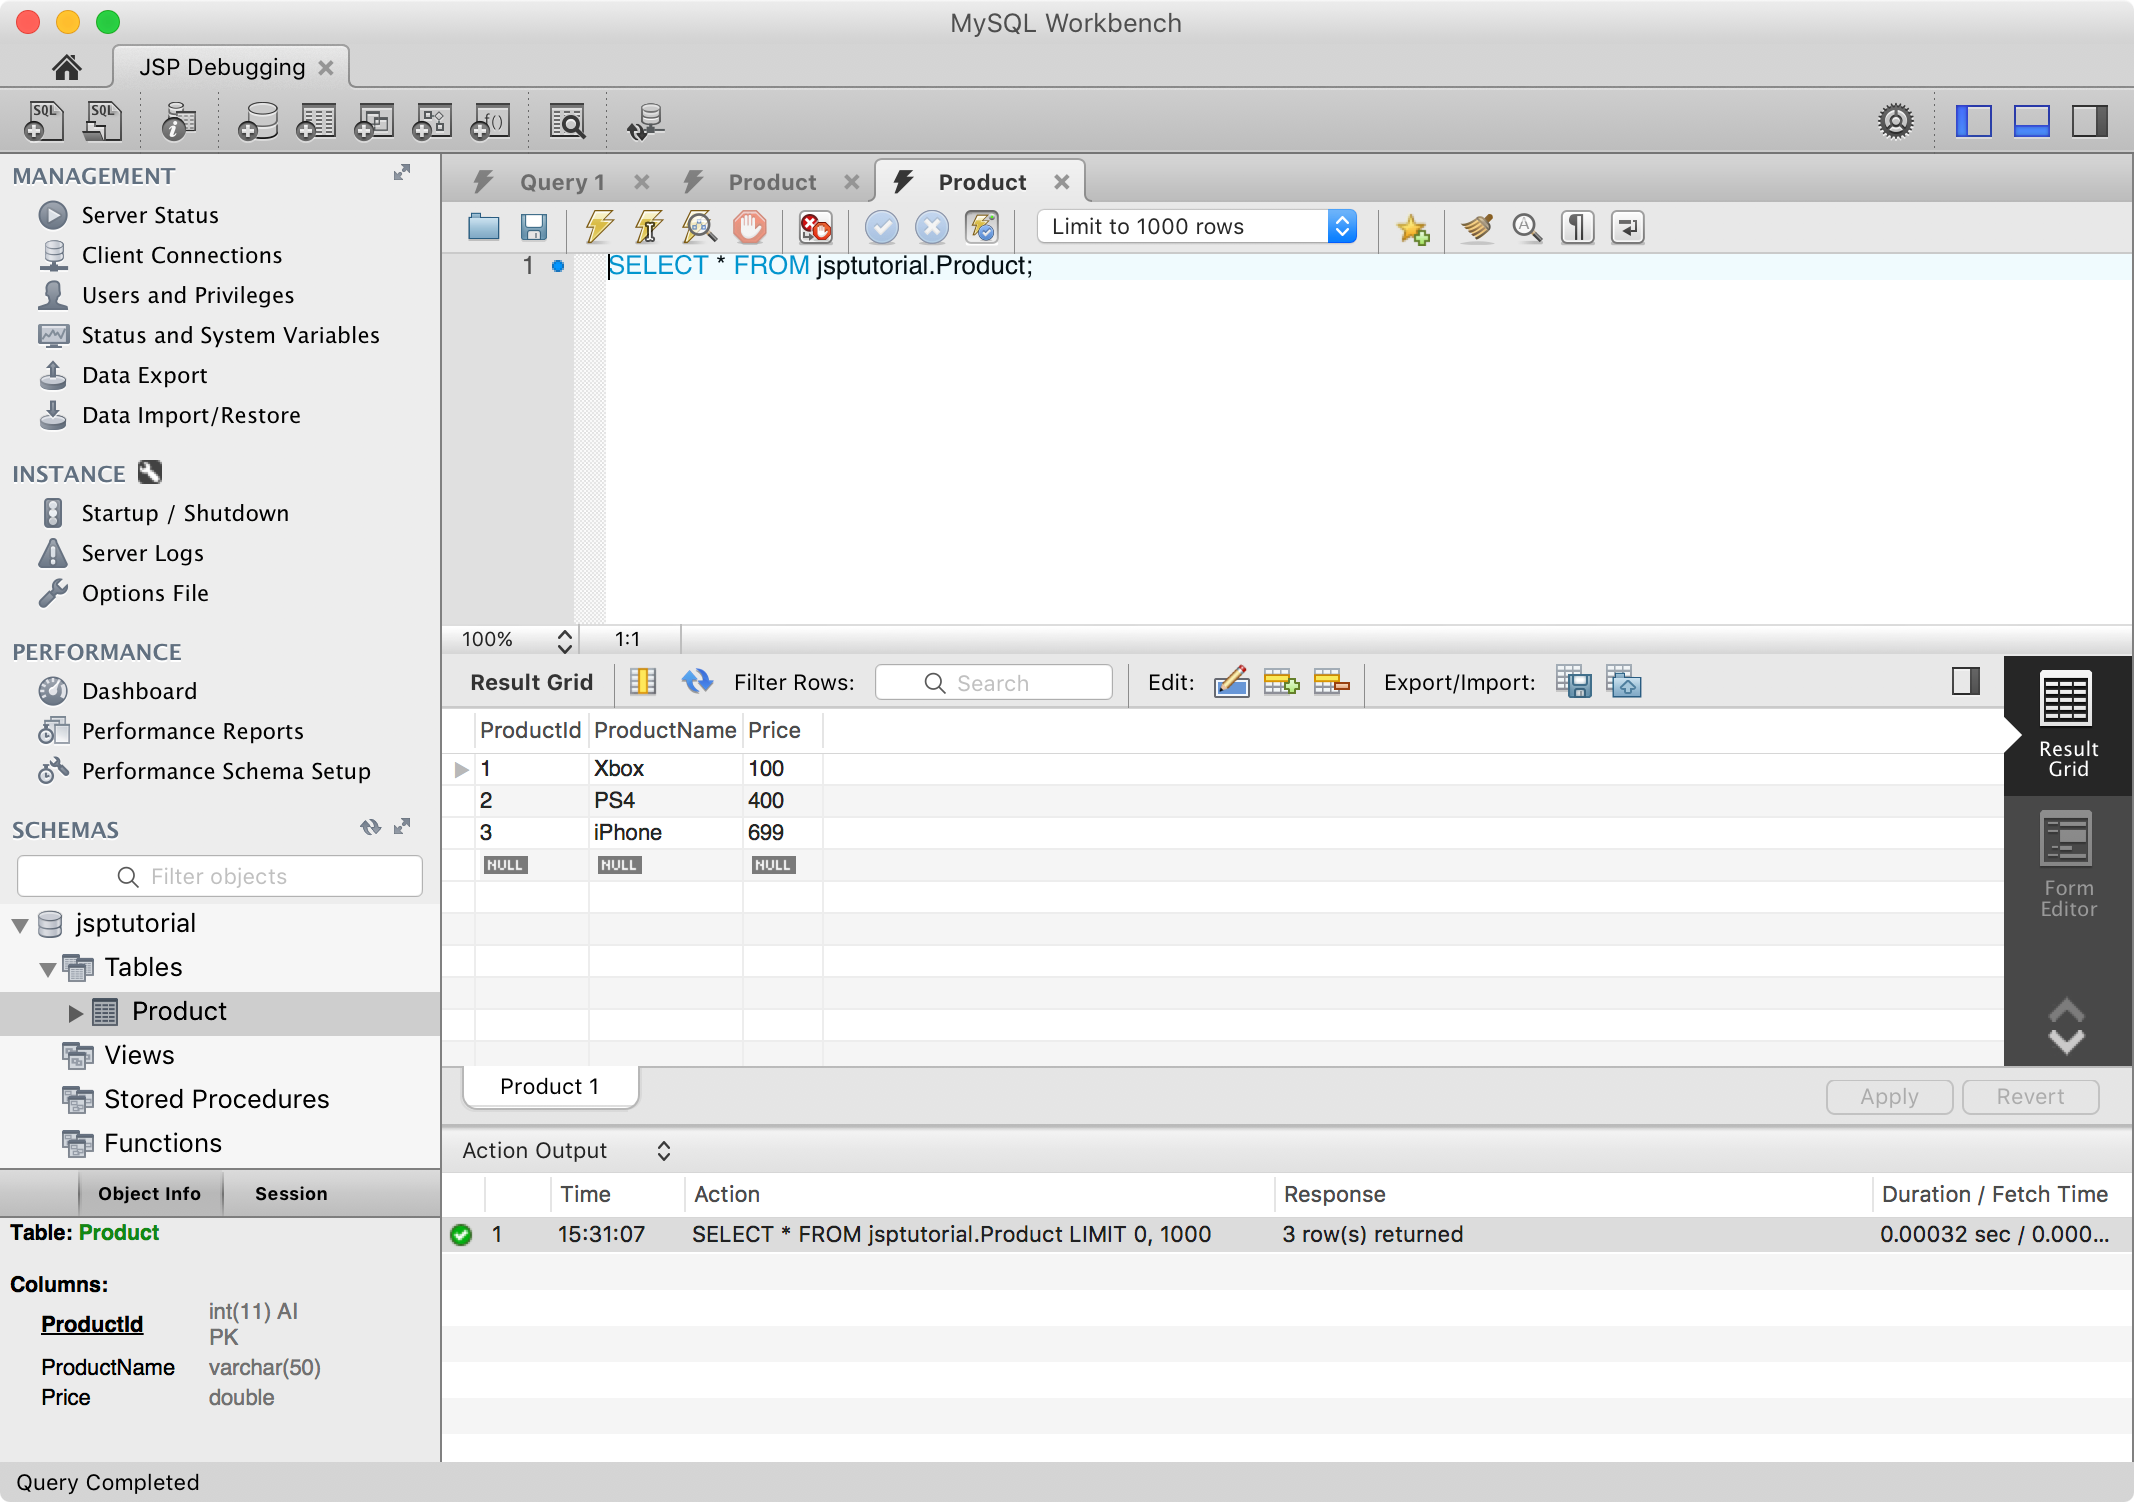 MySQL Workbench
JSP Debugging
SQL SQL f()
MANAGEMENT
Server Status
Client Connections
Users and Privileges
Status and System Variables
Data Export
Data Import/Restore
INSTANCE
Startup / Shutdown
Server Logs
Options File
PERFORMANCE
Dashboard
Performance Reports
Performance Schema Setup
SCHEMAS
Filter objects
jsptutorial
Tables
Product
Views
Stored Procedures
Functions
Object Info Session
Table: Product
Columns:
ProductId int(11) AI
PK
ProductName varchar(50)
Price double
Query 1 Product Product
Limit to 1000 rows
1 SELECT * FROM jsptutorial.Product;
100% 1:1
Result Grid Filter Rows: Search Edit: Export/Import:
ProductId ProductName Price
1 Xbox 100
2 PS4 400
3 iPhone 699
NULL NULL NULL
Result
Grid
Form
Editor
Product 1 Apply Revert
Action Output
Time Action Response Duration / Fetch Time
1 15:31:07 SELECT * FROM jsptutorial.Product LIMIT 0, 1000 3 row(s) returned 0.00032 sec / 0.000...
Query Completed